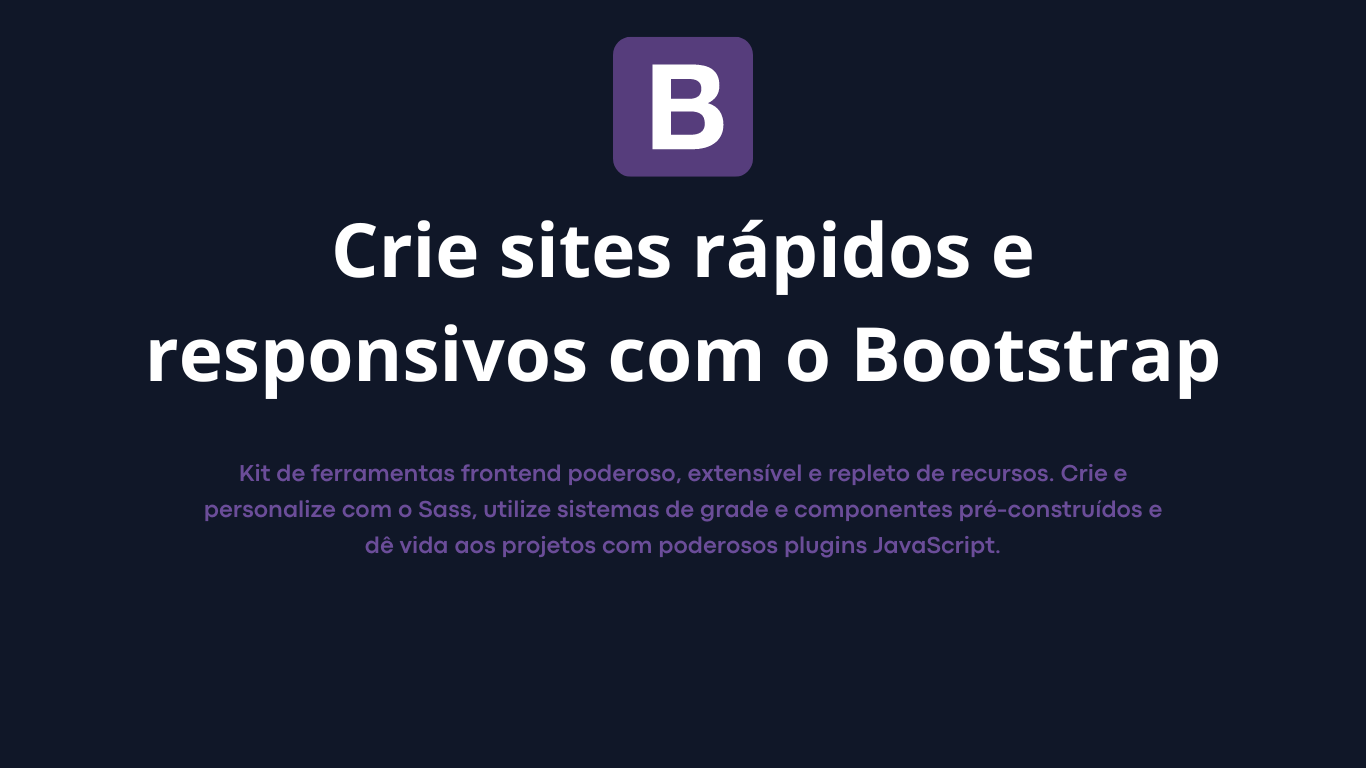 B
Crie sites rápidos e
responsivos com o Bootstrap
Kit de ferramentas frontend poderoso, extensível e repleto de recursos. Crie e
personalize com o Sass, utilize sistemas de grade e componentes pré-construídos e
dê vida aos projetos com poderosos plugins JavaScript.